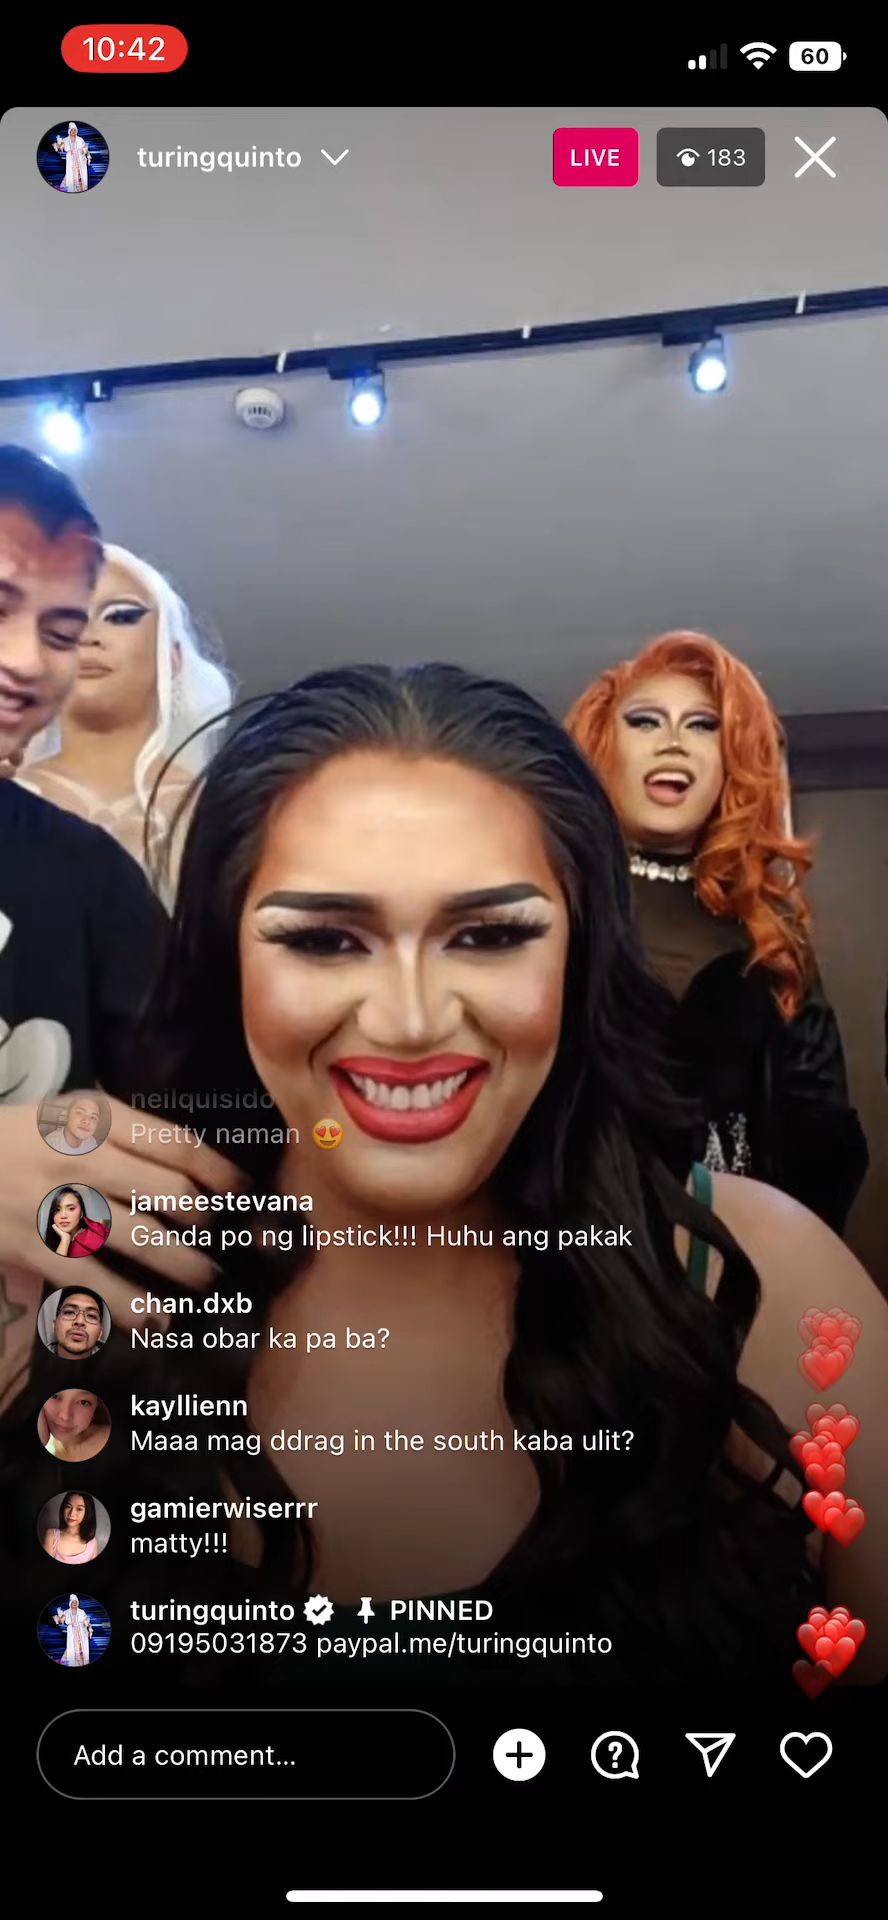 10:42
60
turingquinto
LIVE
183
neilquisido
Pretty naman 😍
jameestevana
Ganda po ng lipstick!!! Huhu ang pakak
chan.dxb
Nasa obar ka pa ba?
kayllienn
Maaa mag ddrag in the south kaba ulit?
gamierwiserrr
matty!!!
turingquinto PINNED
09195031873 paypal.me/turingquinto
Add a comment...